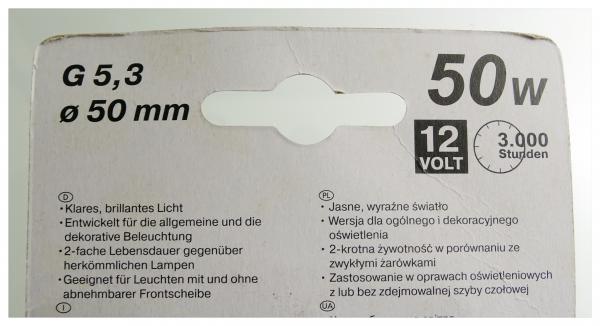 G 5,3
ø 50 mm
50 W
12
VOLT
3.000
Stunden
D
• Klares, brillantes Licht
• Entwickelt für die allgemeine und die
dekorative Beleuchtung
• 2-fache Lebensdauer gegenüber
herkömmlichen Lampen
• Geeignet für Leuchten mit und ohne
abnehmbarer Frontscheibe
I
PL
• Jasne, wyraźne światło
• Wersja dla ogólnego i dekoracyjnego
oświetlenia
• 2-krotna żywotność w porównaniu ze
zwykłymi żarówkami
• Zastosowanie w oprawach oświetleniowych
z lub bez zdejmowalnej szyby czołowej
UA